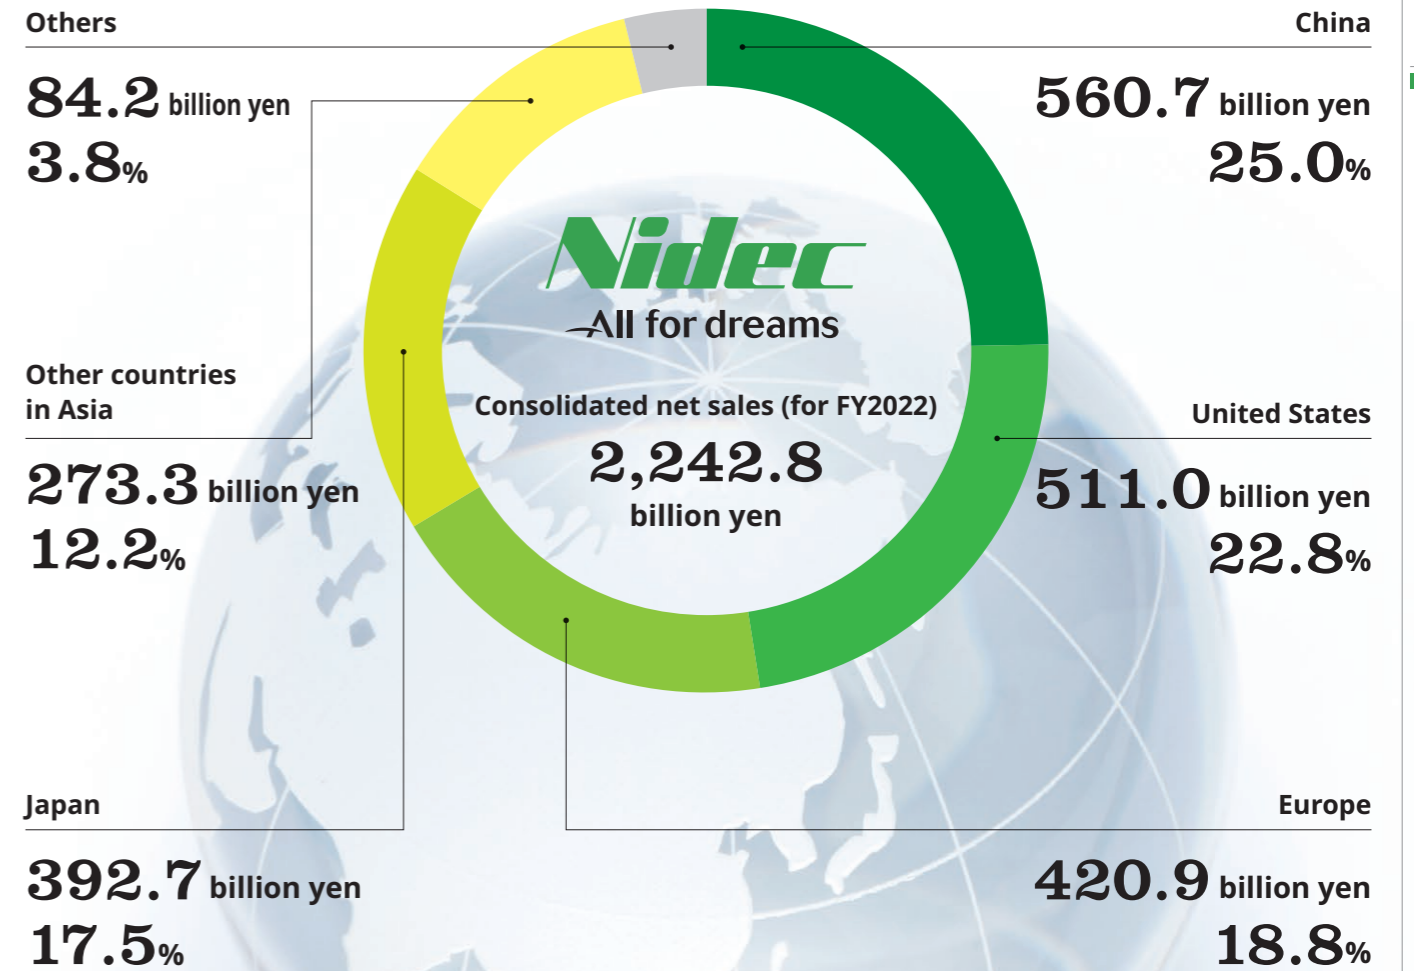 Others
84.2 billion yen
3.8%
China
560.7 billion yen
25.0%
Nidec
All for dreams
Consolidated net sales (for FY2022)
2,242.8
billion yen
Other countries
in Asia
273.3 billion yen
12.2%
United States
511.0 billion yen
22.8%
Japan
392.7 billion yen
17.5%
Europe
420.9 billion yen
18.8%